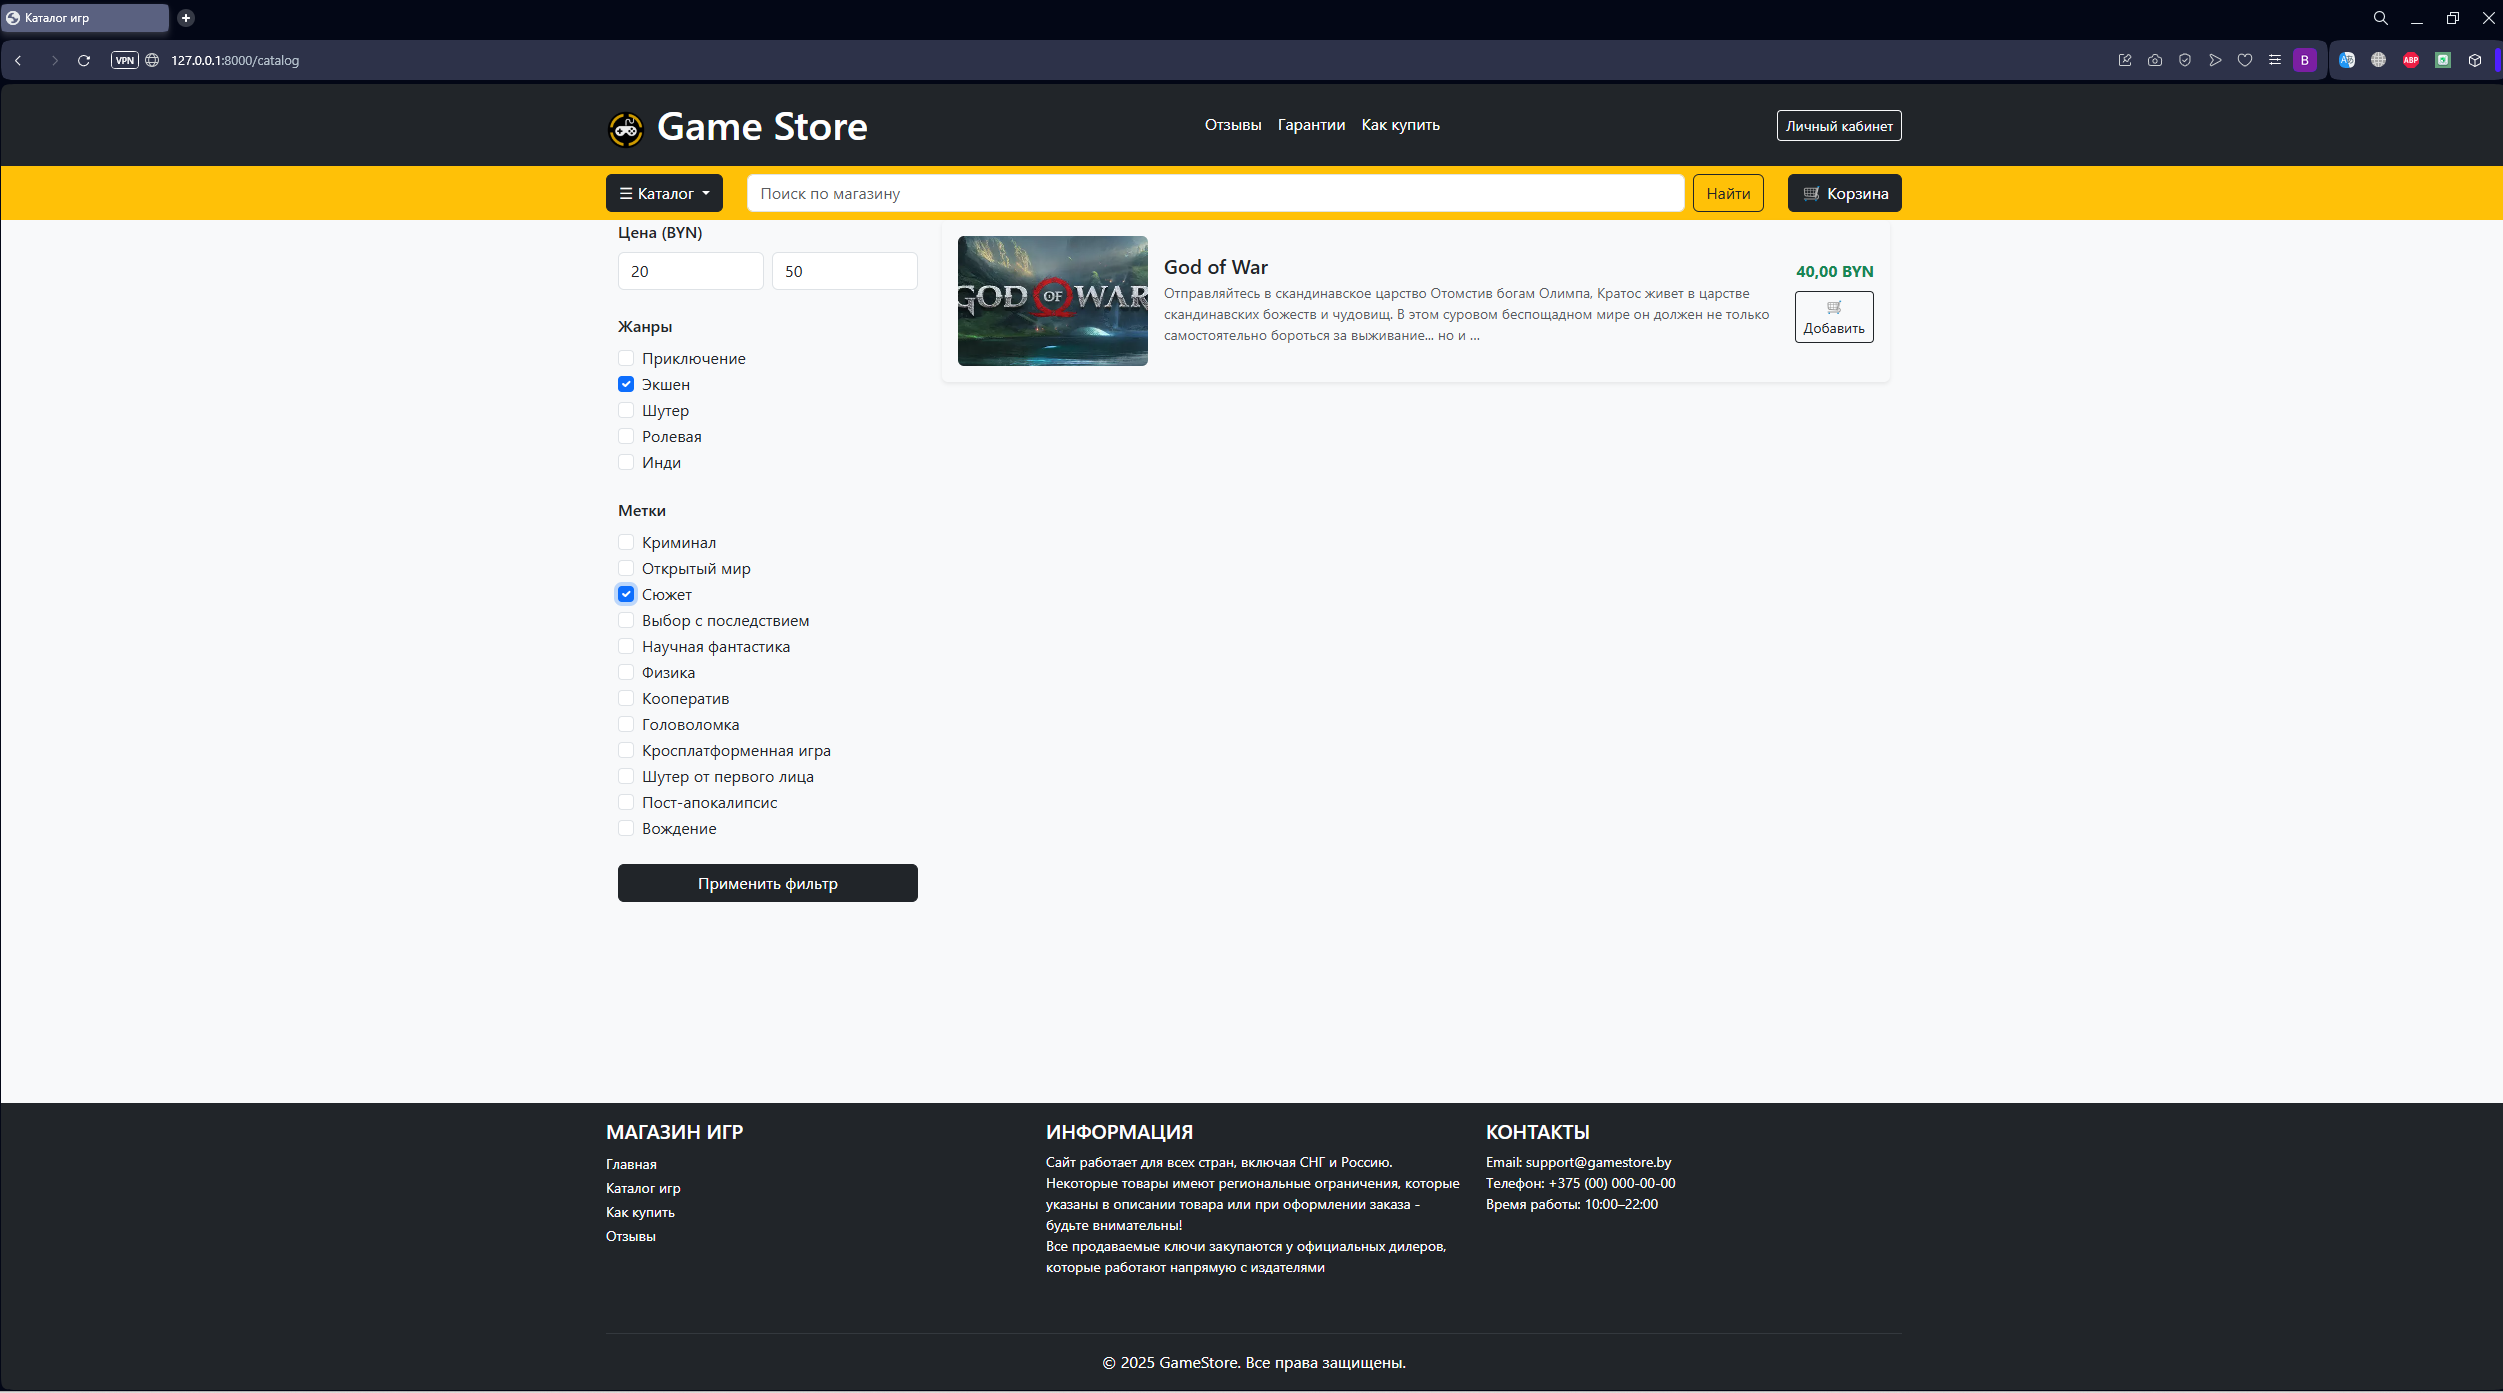 Каталог игр
VPN 127.0.0.1:8000/catalog
B
ABP
Game Store
Отзывы Гарантии Как купить
Личный кабинет
☰ Каталог
Поиск по магазину
Найти
Корзина
Цена (BYN)
20 50
Жанры
Приключение
Экшен
Шутер
Ролевая
Инди
Метки
Криминал
Открытый мир
Сюжет
Выбор с последствием
Научная фантастика
Физика
Кооператив
Головоломка
Кросплатформенная игра
Шутер от первого лица
Пост-апокалипсис
Вождение
Применить фильтр
GOD OF WAR
God of War
Отправляйтесь в скандинавское царство Отомстив богам Олимпа, Кратос живет в царстве
скандинавских божеств и чудовищ. В этом суровом беспощадном мире он должен не только
самостоятельно бороться за выживание... но и ...
40,00 BYN
Добавить
МАГАЗИН ИГР
Главная
Каталог игр
Как купить
Отзывы
ИНФОРМАЦИЯ
Сайт работает для всех стран, включая СНГ и Россию.
Некоторые товары имеют региональные ограничения, которые
указаны в описании товара или при оформлении заказа -
будьте внимательны!
Все продаваемые ключи закупаются у официальных дилеров,
которые работают напрямую с издателями
КОНТАКТЫ
Email: support@gamestore.by
Телефон: +375 (00) 000-00-00
Время работы: 10:00–22:00
© 2025 GameStore. Все права защищены.